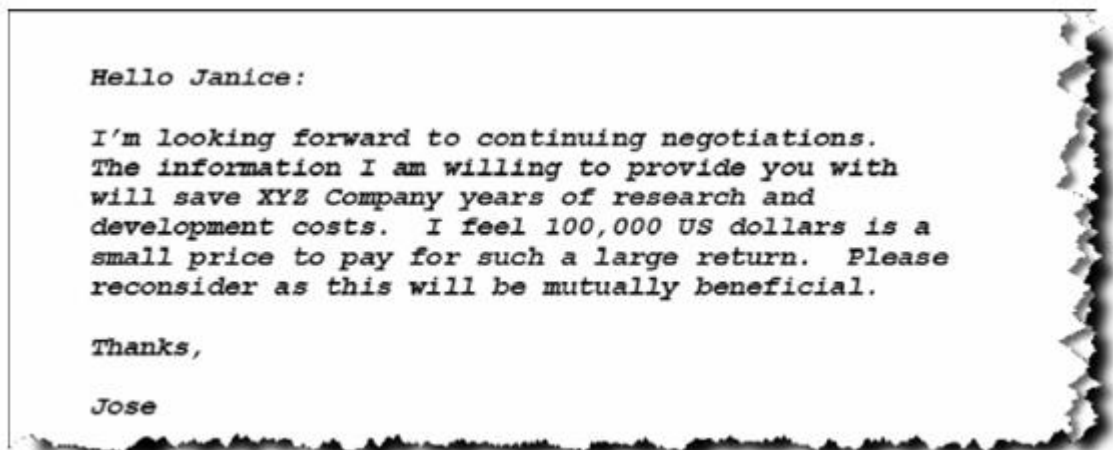 Hello Janice:
I'm looking forward to continuing negotiations.
The information I am willing to provide you with
will save XYZ Company years of research and
development costs.  I feel 100,000 US dollars is a
small price to pay for such a large return.  Please
reconsider as this will be mutually beneficial.
Thanks,
Jose